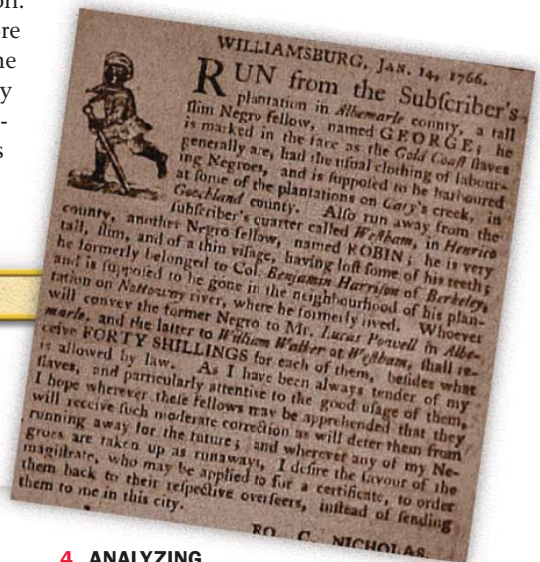 on.
ore
ne
y
-
s
WILLIAMSBURG, JAN. 14, 1766.
RUN from the Subſcriber's
plantation in Albemarle county, a tall
ſlim Negro fellow, named GEORGE; he
is marked in the face as the Gold Coaſt ſlaves
generally are, had the uſual clothing of labour-
ing Negroes, and is ſuppoſed to be harboured
at ſome of the plantations on Cary's creek, in
Goochland county. Alſo run away from the
ſubſcriber's quarter called Weſtham, in Henrico
county, another Negro fellow, named ROBIN; he is very
tall, ſlim, and of a thin viſage, having loſt ſome of his teeth;
he formerly belonged to Col. Benjamin Harriſon of Berkeley,
and is ſuppoſed to be gone in the neighbourhood of his plan-
tation on Nottoway river, where he formerly lived. Whoever
will convey the former Negro to Mr. Lucas Powell in Albe-
marle, and the latter to William Walker at Weſtham, ſhall re-
ceive FORTY SHILLINGS for each of them, beſides what
is allowed by law. As I have been always tender of my
ſlaves, and particularly attentive to the good uſage of them,
I hope wherever theſe fellows may be apprehended that they
will receive ſuch moderate correction as will deter them from
running away for the future; and wherever any of my Ne-
groes are taken up as runaways, I deſire the favour of the
magiſtrate, who may be applied to for a certificate, to order
them back to their reſpective overſeers, inſtead of ſending
them to me in this city.
RO. C. NICHOLAS.
4 ANALYZING